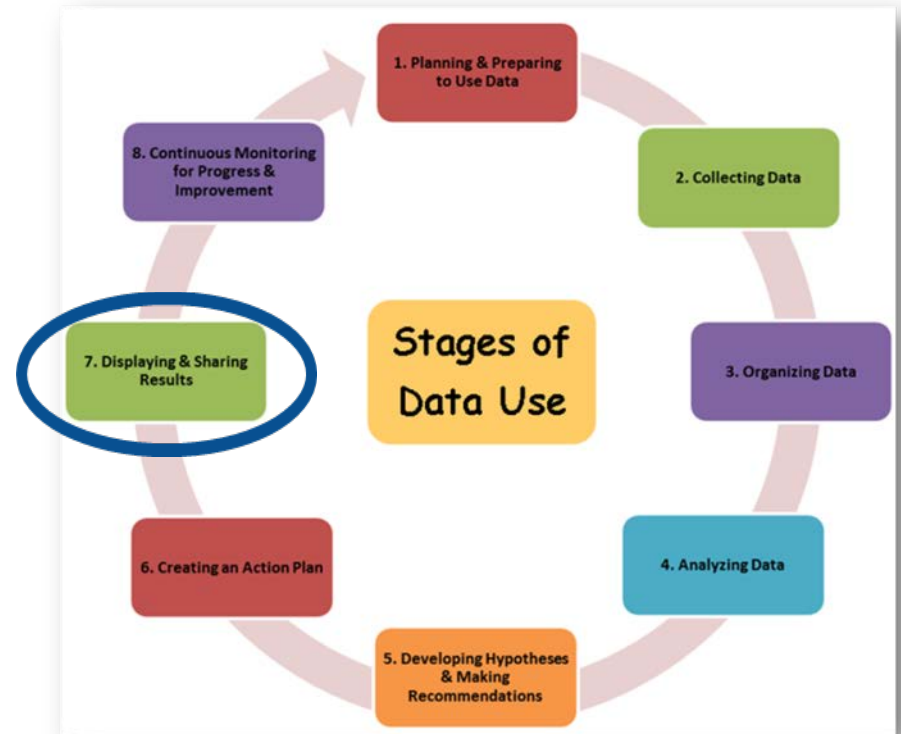 1. Planning & Preparing
to Use Data
2. Collecting Data
3. Organizing Data
4. Analyzing Data
5. Developing Hypotheses
& Making
Recommendations
6. Creating an Action Plan
7. Displaying & Sharing
Results
8. Continuous Monitoring
for Progress &
Improvement
Stages of
Data Use